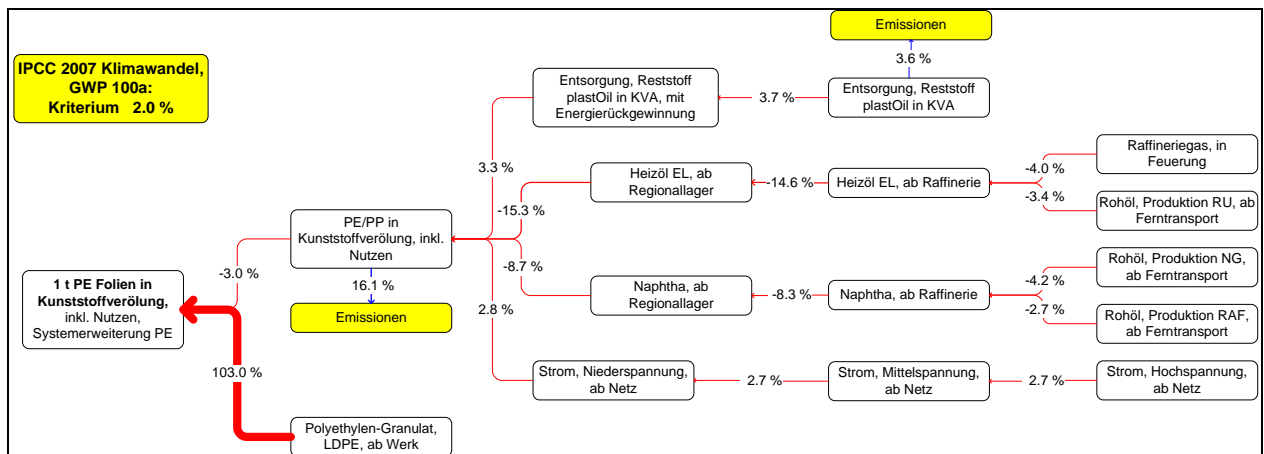 Emissionen
IPCC 2007 Klimawandel,
GWP 100a:
Kriterium 2.0 %
3.6 %
Entsorgung, Reststoff
plastOil in KVA, mit
Energierückgewinnung
3.7 %
Entsorgung, Reststoff
plastOil in KVA
Raffineriegas, in
Feuerung
3.3 %
Heizöl EL, ab
Regionallager
-14.6 %
Heizöl EL, ab Raffinerie
-4.0 %
-3.4 %
Rohöl, Produktion RU, ab
Ferntransport
-15.3 %
PE/PP in
Kunststoffverölung, inkl.
Nutzen
-8.7 %
Rohöl, Produktion NG,
ab Ferntransport
-3.0 %
1 t PE Folien in
Kunststoffverölung,
inkl. Nutzen,
Systemerweiterung PE
16.1 %
Emissionen
2.8 %
Naphtha, ab
Regionallager
-8.3 %
Naphtha, ab Raffinerie
-4.2 %
-2.7 %
Rohöl, Produktion RAF,
ab Ferntransport
103.0 %
Strom, Niederspannung,
ab Netz
2.7 %
Strom, Mittelspannung,
ab Netz
2.7 %
Strom, Hochspannung,
ab Netz
Polyethylen-Granulat,
LDPE, ab Werk